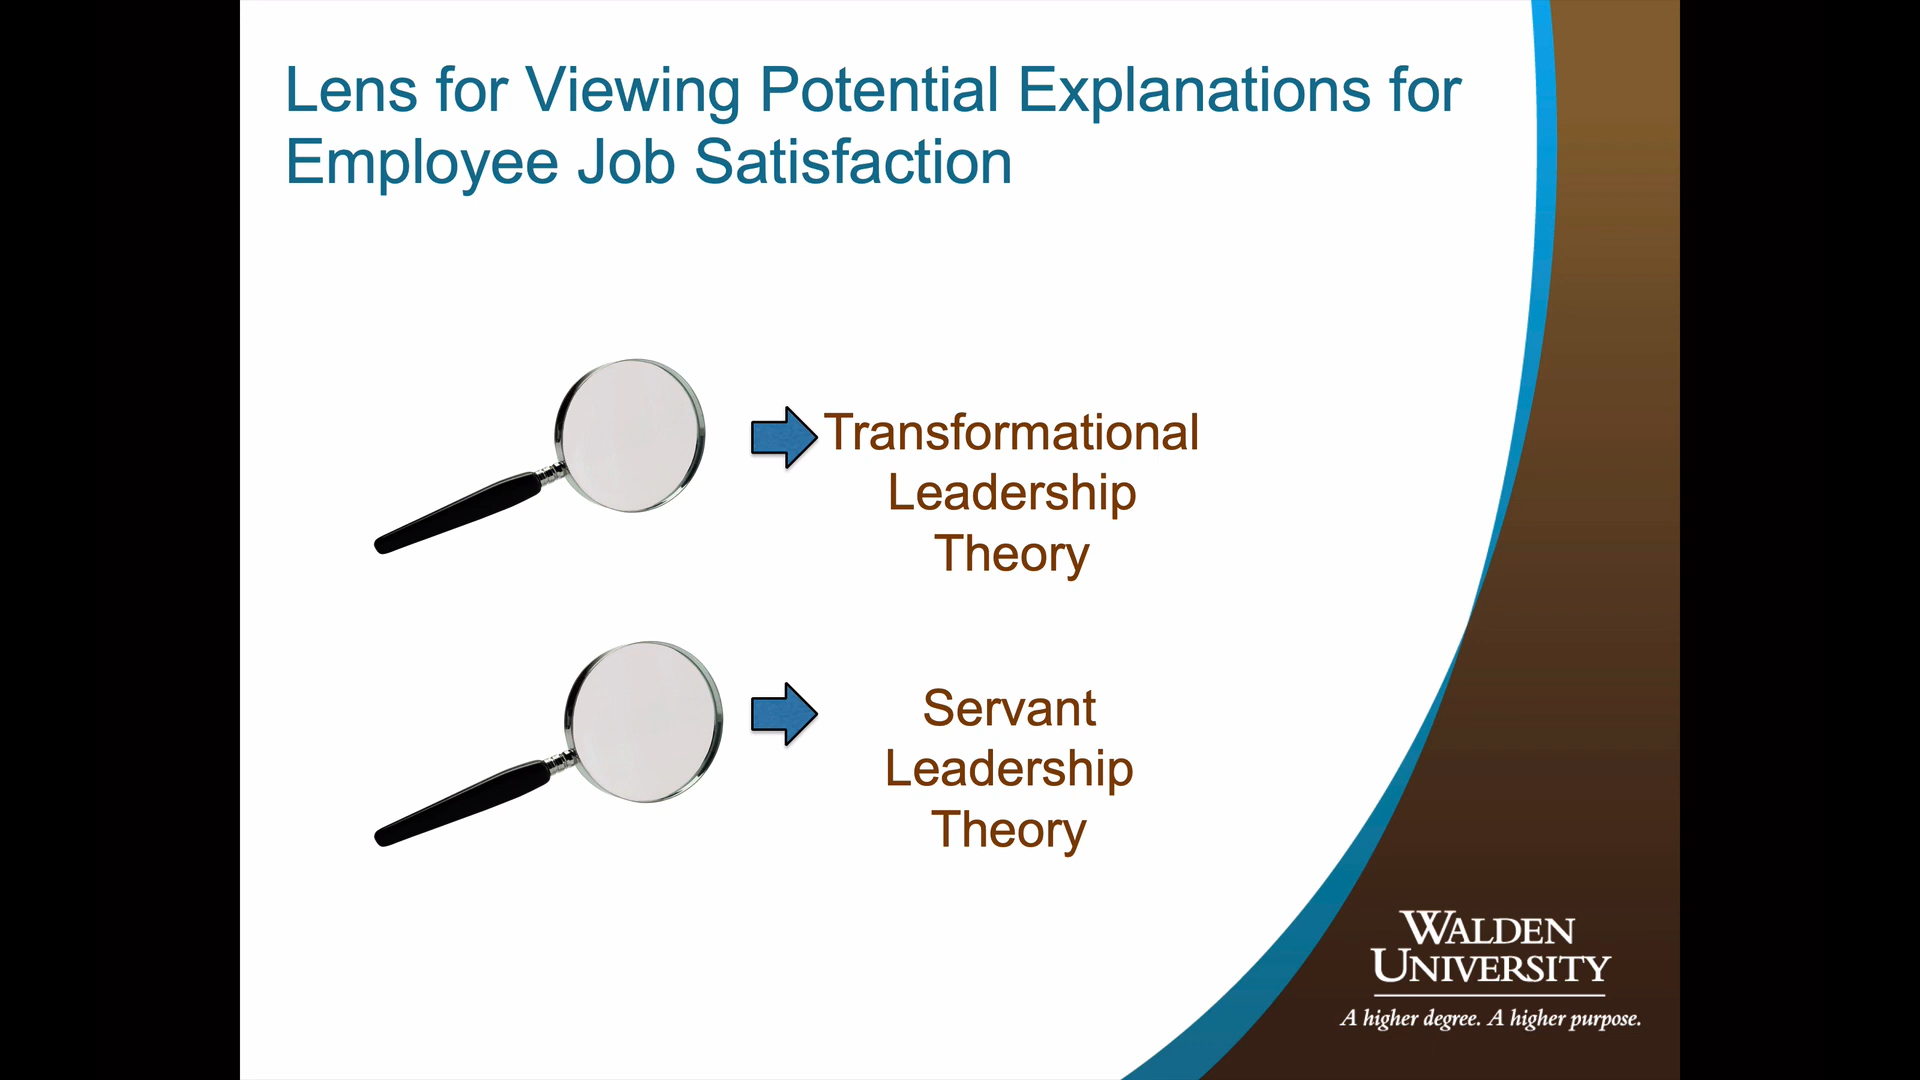 Lens for Viewing Potential Explanations for
Employee Job Satisfaction
Transformational
Leadership
Theory
Servant
Leadership
Theory
WALDEN
UNIVERSITY
A higher degree. A higher purpose.